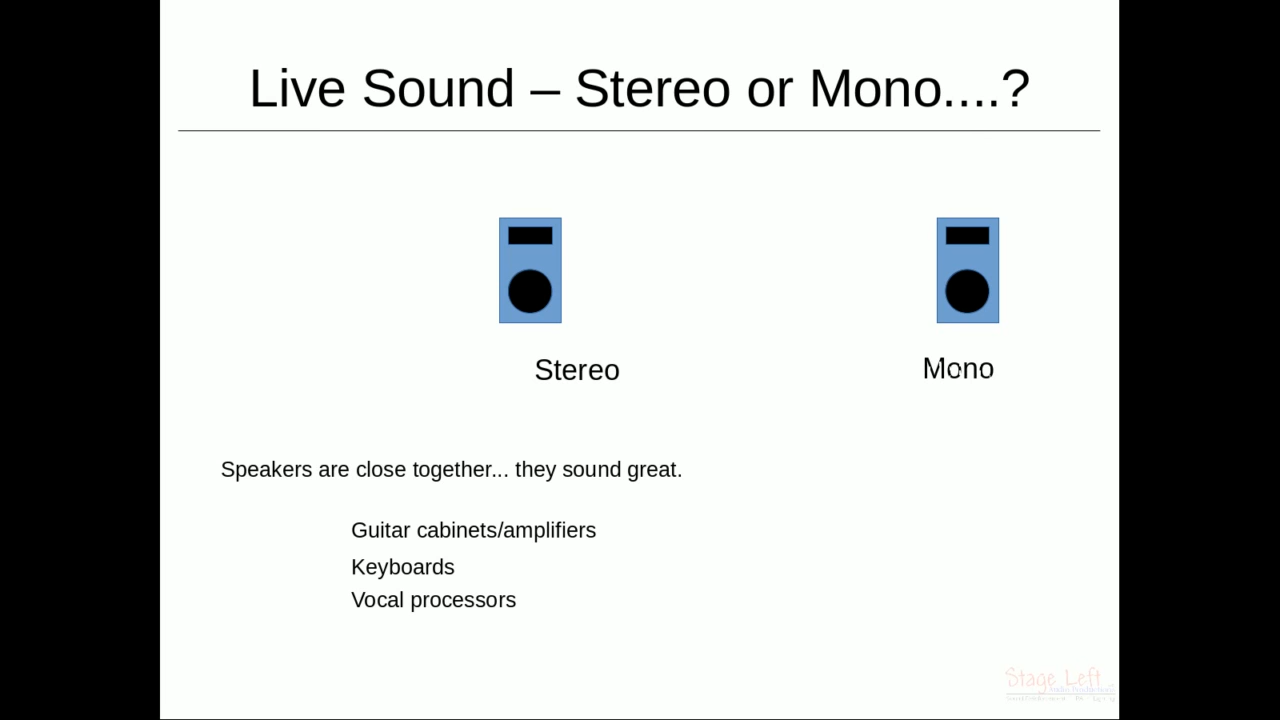 Live Sound – Stereo or Mono....?
Stereo
Mono
Speakers are close together... they sound great.
Guitar cabinets/amplifiers
Keyboards
Vocal processors
Stage Left